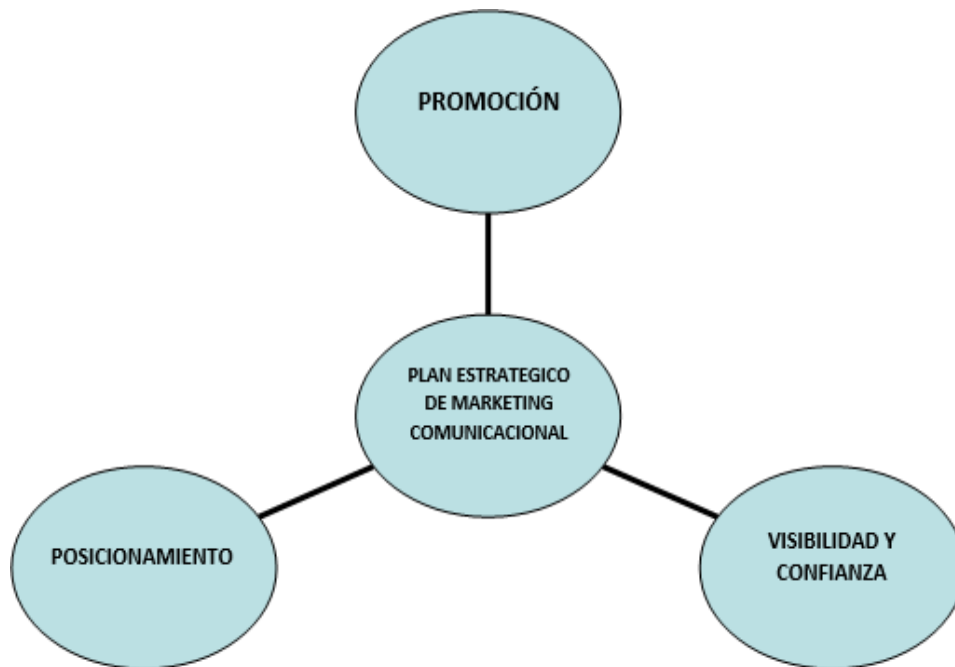 PROMOCIÓN
PLAN ESTRATEGICO
DE MARKETING
COMUNICACIONAL
POSICIONAMIENTO
VISIBILIDAD Y
CONFIANZA